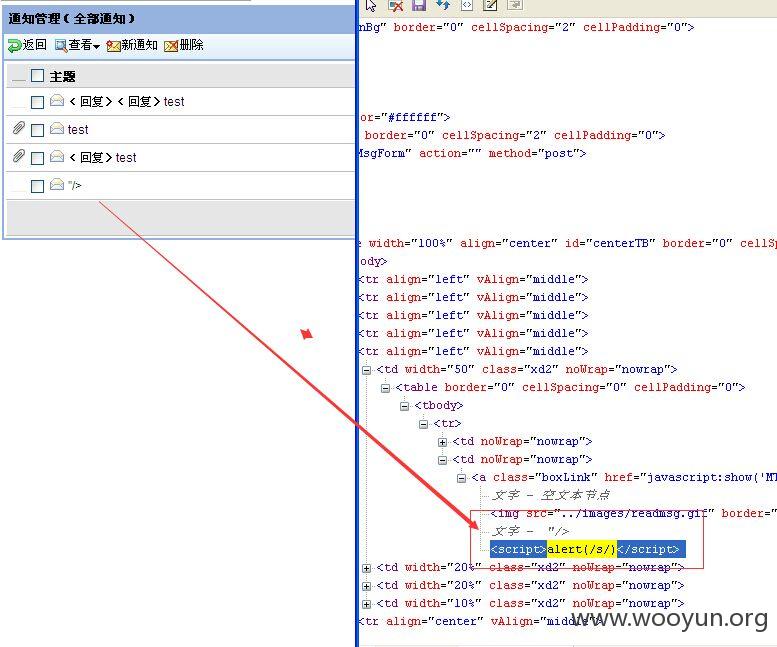 通知管理（全部通知）
返回 查看 新通知 删除
主题
<回复><回复>test
test
<回复>test
"/>
nBg" border="0" cellSpacing="2" cellPadding="0">
or="#ffffff">
border="0" cellSpacing="2" cellPadding="0">
MsgForm" action="" method="post">
e width="100%" align="center" id="centerTB" border="0" cellSp
ody>
<tr align="left" vAlign="middle">
<tr align="left" vAlign="middle">
<tr align="left" vAlign="middle">
<tr align="left" vAlign="middle">
<tr align="left" vAlign="middle">
<td width="50" class="xd2" noWrap="nowrap">
<table border="0" cellSpacing="0" cellPadding="0">
<tbody>
<tr>
<td noWrap="nowrap">
<td noWrap="nowrap">
<a class="boxLink" href="javascript:show('MT
文字 - 空文本节点
<img src="../images/readmsg.gif" border="
文字 - "/>
<script>alert(/s/)</script>
<td width="20%" class="xd2" noWrap="nowrap">
<td width="20%" class="xd2" noWrap="nowrap">
<td width="10%" class="xd2" noWrap="nowrap">
<tr align="center" vAlign="middle">
www.wooyun.org